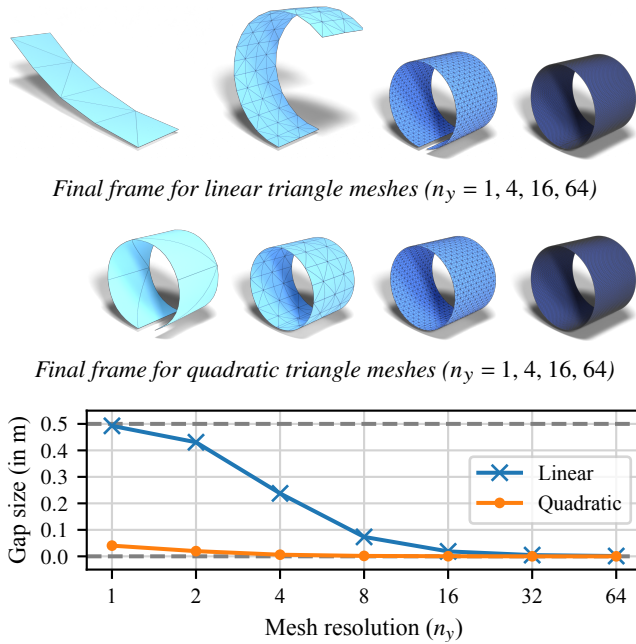 Final frame for linear triangle meshes (n_y = 1, 4, 16, 64)
Final frame for quadratic triangle meshes (n_y = 1, 4, 16, 64)
Gap size (in m)
0.5
0.4
0.3
0.2
0.1
0.0
Linear
Quadratic
1 2 4 8 16 32 64
Mesh resolution (n_y)